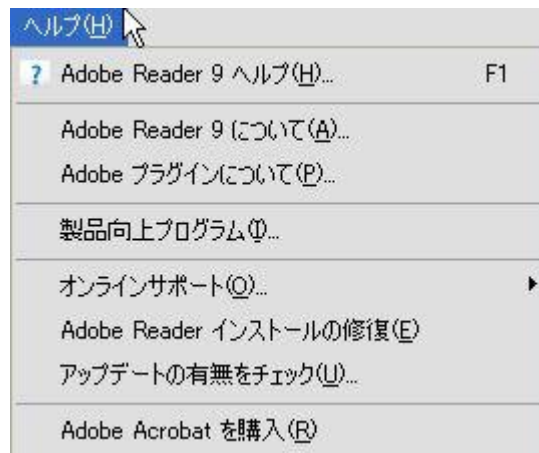 ヘルプ(H)
? Adobe Reader 9 ヘルプ(H)... F1
Adobe Reader 9 について(A)...
Adobe プラグインについて(P)...
製品向上プログラム(I)...
オンラインサポート(O)...
Adobe Reader インストールの修復(E)
アップデートの有無をチェック(U)...
Adobe Acrobat を購入(R)